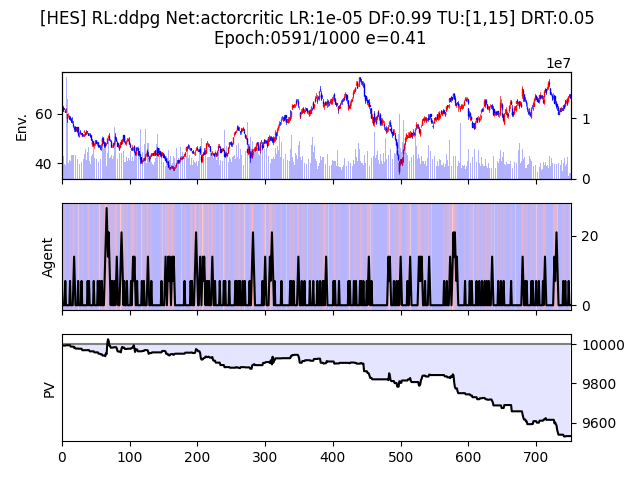 [HES] RL:ddpg Net:actorcritic LR:1e-05 DF:0.99 TU:[1,15] DRT:0.05
Epoch:0591/1000 e=0.41
1e7
60
40
Env.
1
0
Agent
20
0
PV
10000
9800
9600
0 100 200 300 400 500 600 700